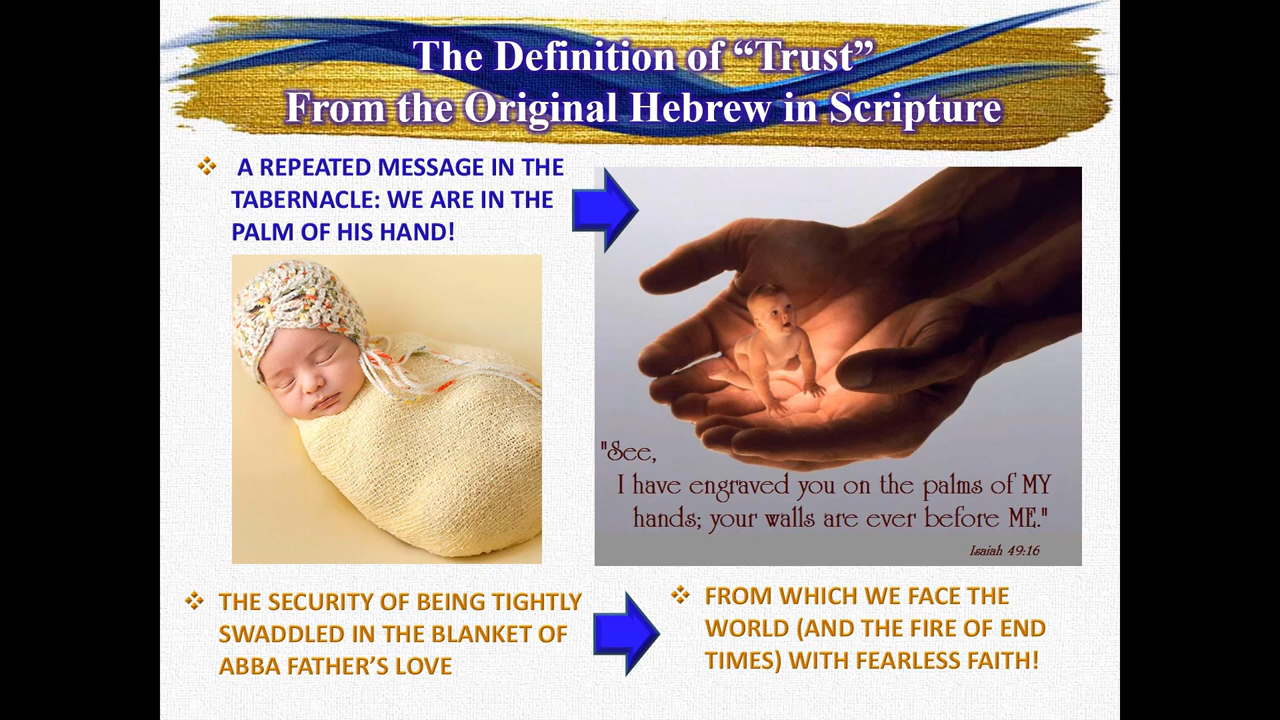 The Definition of “Trust”
From the Original Hebrew in Scripture
A REPEATED MESSAGE IN THE
TABERNACLE: WE ARE IN THE
PALM OF HIS HAND!
"See,
I have engraved you on the palms of MY
hands; your walls are ever before ME."
Isaiah 49:16
THE SECURITY OF BEING TIGHTLY
SWADDLED IN THE BLANKET OF
ABBA FATHER’S LOVE
FROM WHICH WE FACE THE
WORLD (AND THE FIRE OF END
TIMES) WITH FEARLESS FAITH!